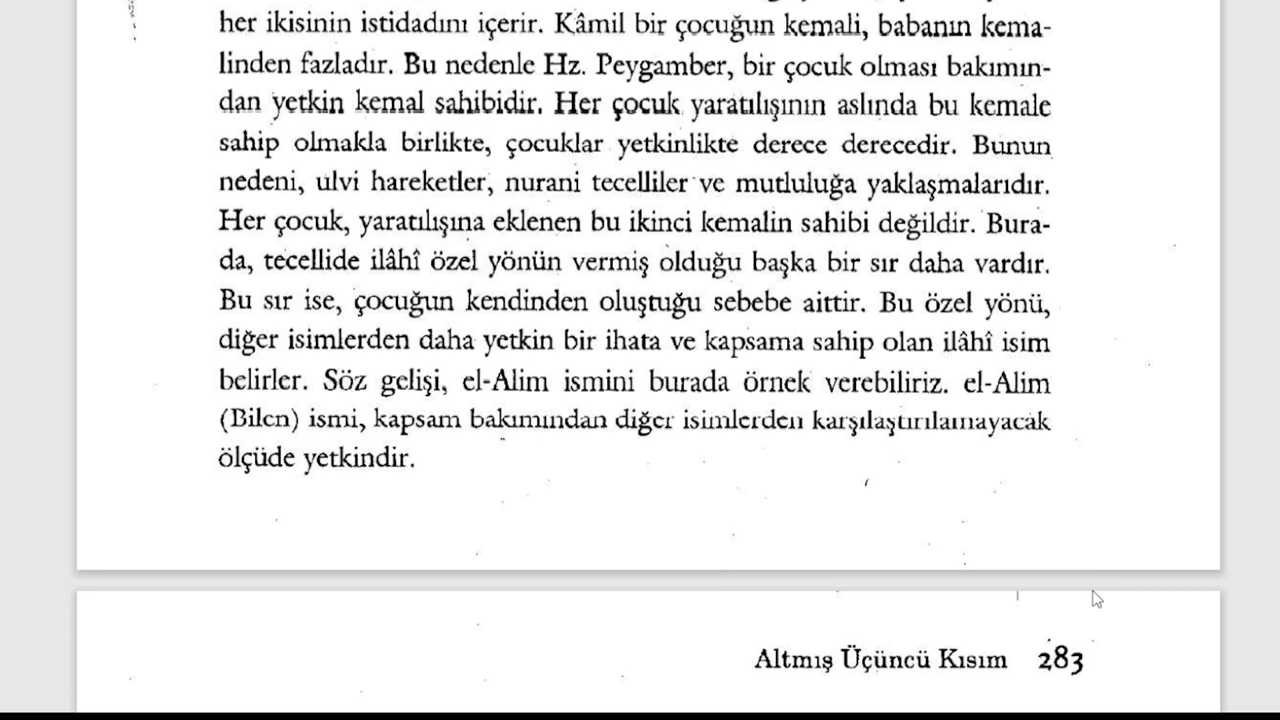 her ikisinin istidadını içerir. Kâmil bir çocuğun kemali, babanın kema-
linden fazladır. Bu nedenle Hz. Peygamber, bir çocuk olması bakımın-
dan yetkin kemal sahibidir. Her çocuk yaratılışının aslında bu kemale
sahip olmakla birlikte, çocuklar yetkinlikte derece derecedir. Bunun
nedeni, ulvi hareketler, nurani tecelliler ve mutluluğa yaklaşmalarıdır.
Her çocuk, yaratılışına eklenen bu ikinci kemalin sahibi değildir. Bura-
da, tecellide ilâhî özel yönün vermiş olduğu başka bir sır daha vardır.
Bu sır ise, çocuğun kendinden oluştuğu sebebe aittir. Bu özel yönü,
diğer isimlerden daha yetkin bir ihata ve kapsama sahip olan ilâhî isim
belirler. Söz gelişi, el-Alim ismini burada örnek verebiliriz. el-Alim
(Bilen) ismi, kapsam bakımından diğer isimlerden karşılaştırılamayacak
ölçüde yetkindir.
Altmış Üçüncü Kısım 283